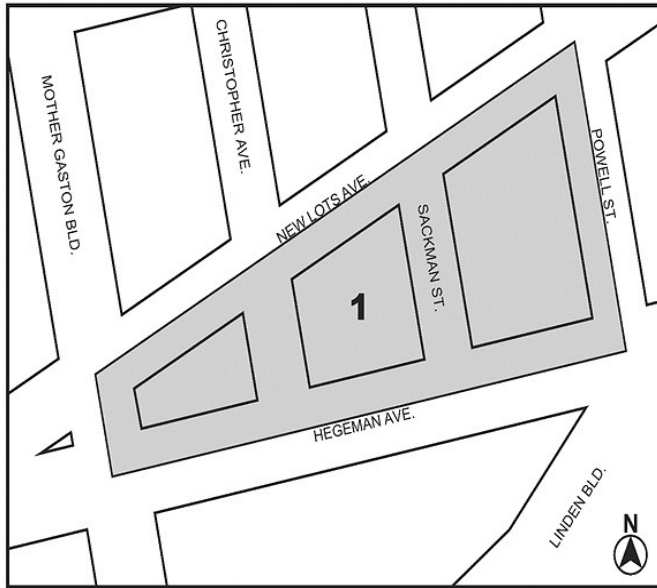 MOTHER GASTON BLD.
CHRISTOPHER AVE.
NEW LOTS AVE.
SACKMAN ST.
POWELL ST.
1
HEGEMAN AVE.
LINDEN BLD.
N